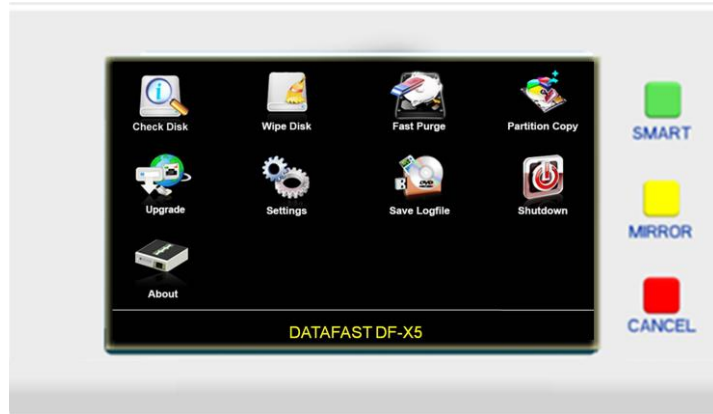 Check Disk
Wipe Disk
Fast Purge
Partition Copy
Upgrade
Settings
Save Logfile
Shutdown
About
DATAFAST DF-X5
SMART
MIRROR
CANCEL